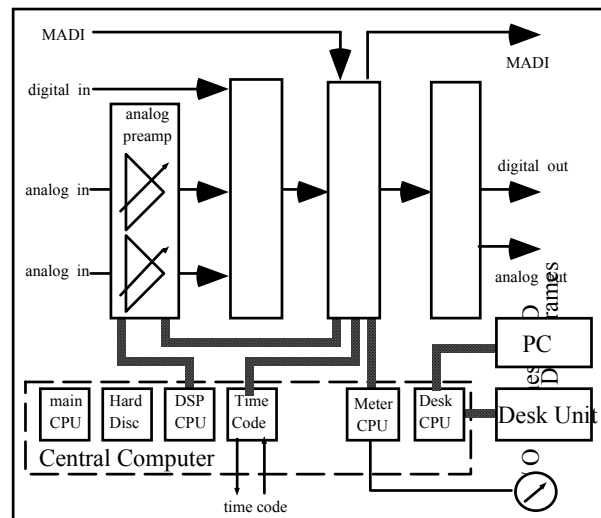 MADI
MADI
digital in
analog
preamp
analog in
analog in
digital out
analog out
rames
PC
Desk Unit
main
CPU
Hard
Disc
DSP
CPU
Time
Code
Meter
CPU
Desk
CPU
Central Computer
time code